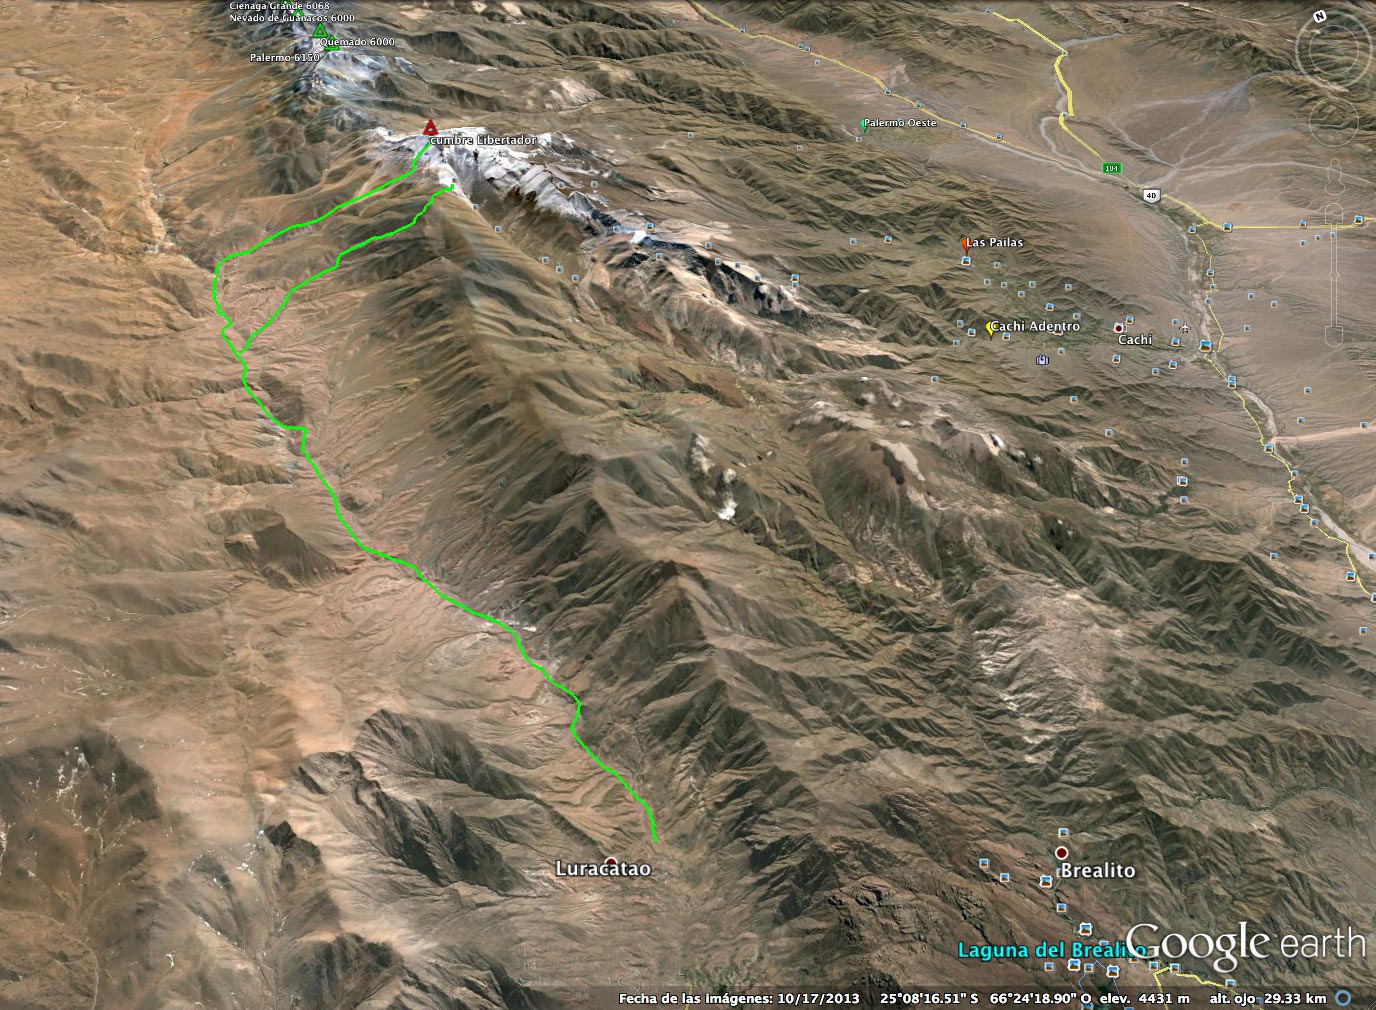 Cienaga Grande 6068
Nevado de Guanacos 6000
Quemado 6000
Palermo 6150
N
cumbre Libertador
Palermo Oeste
104
40
Las Pailas
Cachi Adentro
Cachi
Luracatao
Brealito
Laguna del Brealito
Google earth
Fecha de las imágenes: 10/17/2013 25°08'16.51" S 66°24'18.90" O elev. 4431 m alt. ojo 29.33 km